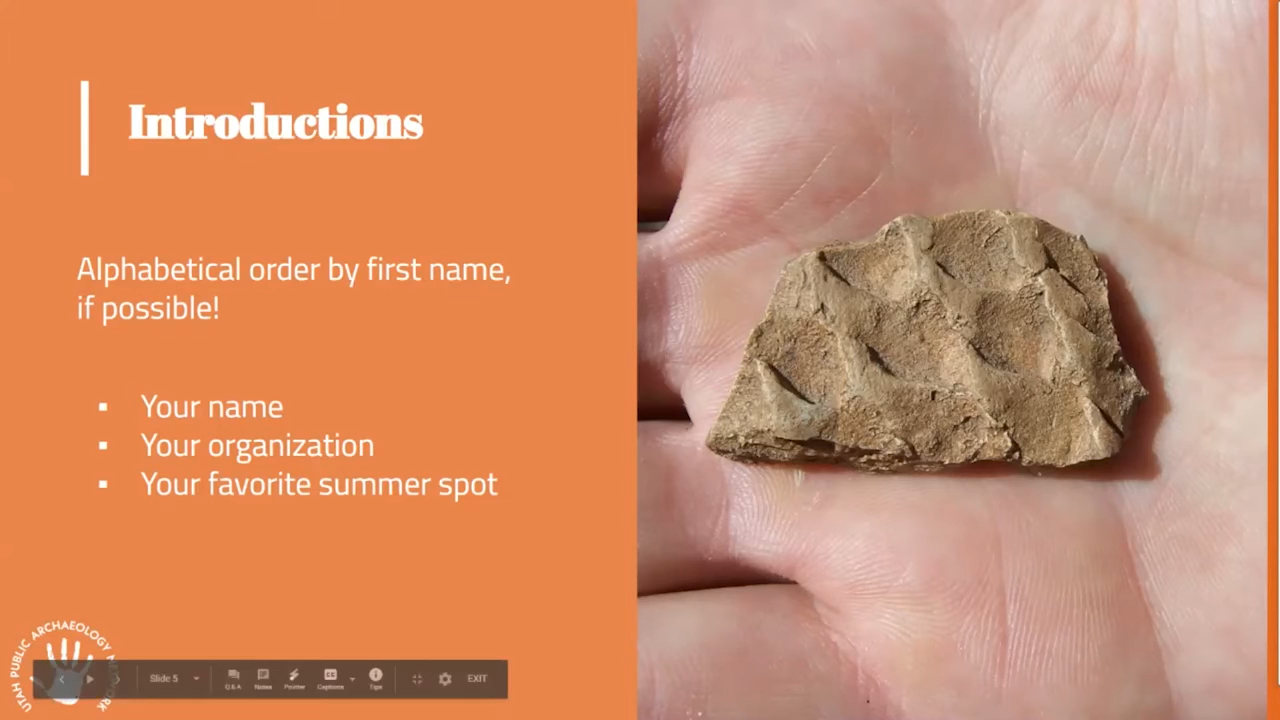 Introductions
Alphabetical order by first name,
if possible!
▪ Your name
▪ Your organization
▪ Your favorite summer spot
UTAH PUBLIC ARCHAEOLOGY
Slide 5
Q & A Notes Pointer Captions Tips
EXIT